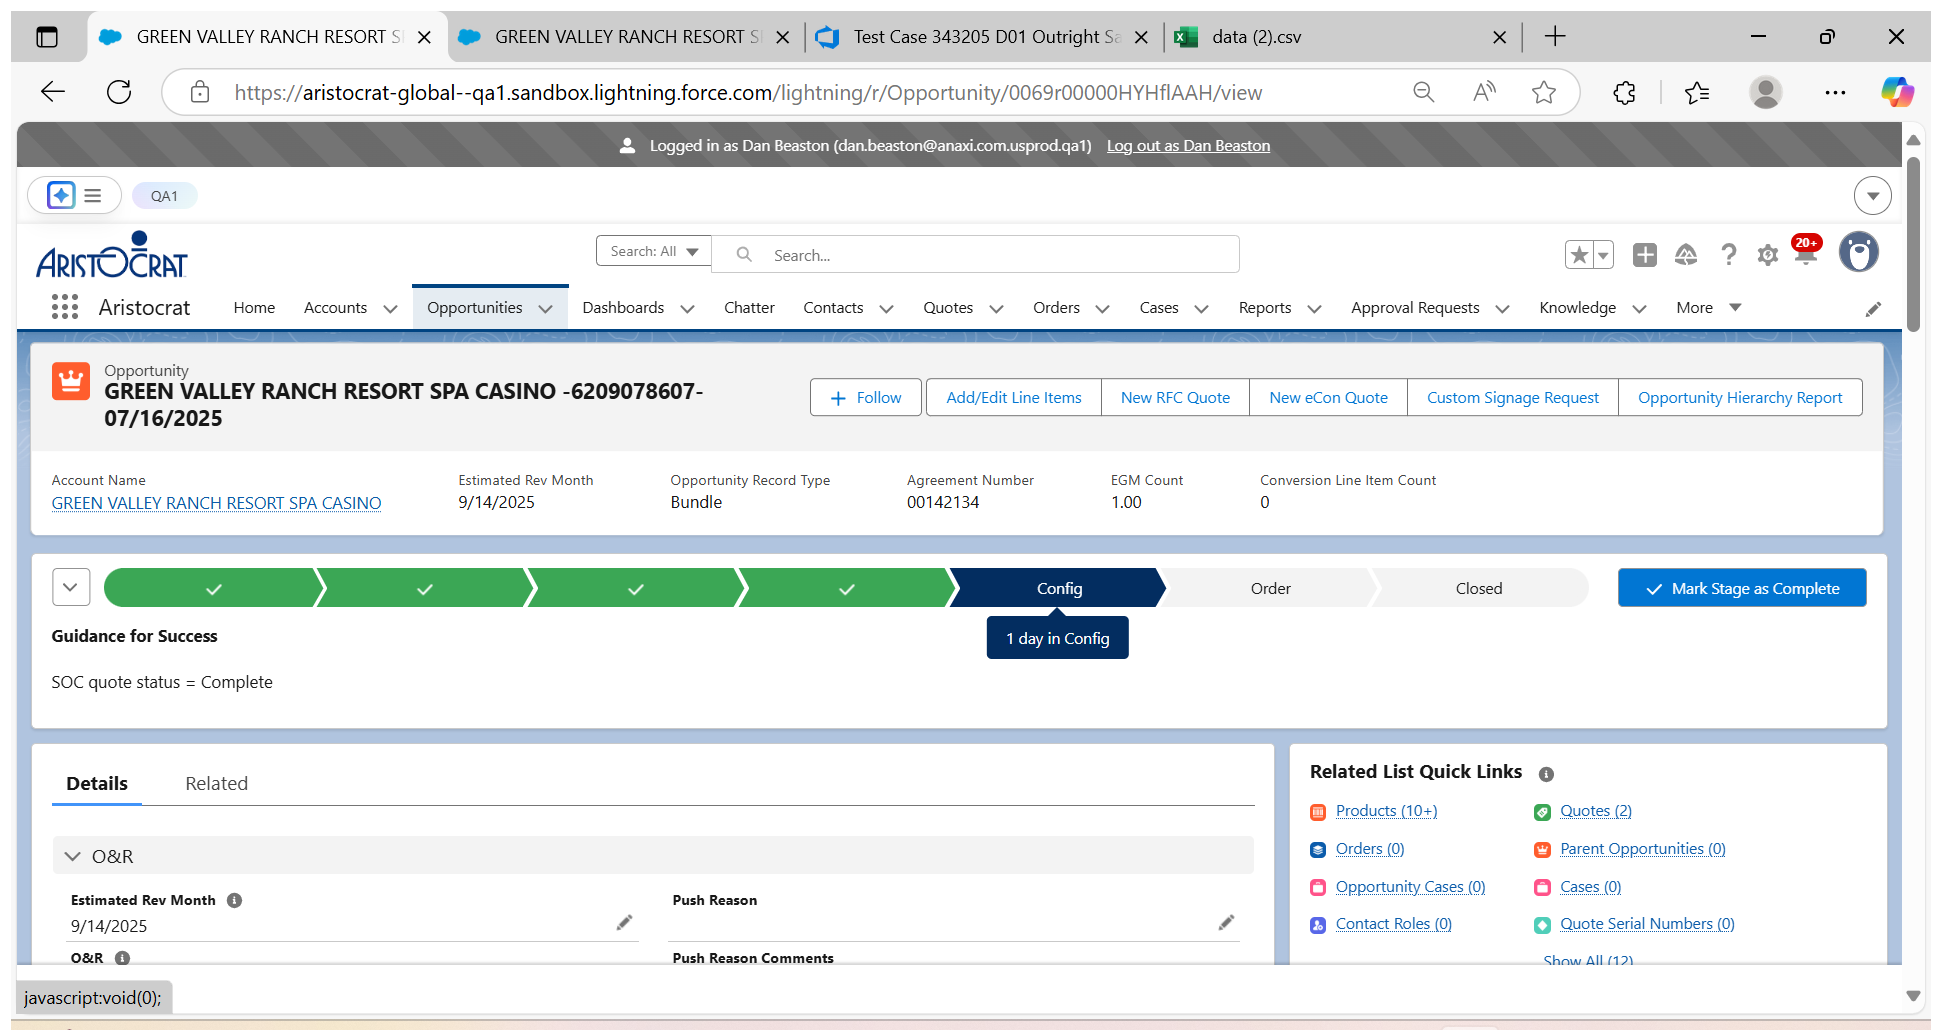 GREEN VALLEY RANCH RESORT S
GREEN VALLEY RANCH RESORT S
Test Case 343205 D01 Outright Sa
data (2).csv
https://aristocrat-global--qa1.sandbox.lightning.force.com/lightning/r/Opportunity/0069r00000HYHflAAH/view
Logged in as Dan Beaston (dan.beaston@anaxi.com.usprod.qa1) Log out as Dan Beaston
QA1
ARISTOCRAT
Search: All
Search...
20+
Aristocrat
Home
Accounts
Opportunities
Dashboards
Chatter
Contacts
Quotes
Orders
Cases
Reports
Approval Requests
Knowledge
More
Opportunity
GREEN VALLEY RANCH RESORT SPA CASINO -6209078607-
07/16/2025
Follow
Add/Edit Line Items
New RFC Quote
New eCon Quote
Custom Signage Request
Opportunity Hierarchy Report
Account Name
GREEN VALLEY RANCH RESORT SPA CASINO
Estimated Rev Month
9/14/2025
Opportunity Record Type
Bundle
Agreement Number
00142134
EGM Count
1.00
Conversion Line Item Count
0
Config
Order
Closed
Mark Stage as Complete
1 day in Config
Guidance for Success
SOC quote status = Complete
Details
Related
O&R
Estimated Rev Month
9/14/2025
Push Reason
O&R
Push Reason Comments
Related List Quick Links
Products (10+)
Quotes (2)
Orders (0)
Parent Opportunities (0)
Opportunity Cases (0)
Cases (0)
Contact Roles (0)
Quote Serial Numbers (0)
Show All (12)
javascript:void(0);